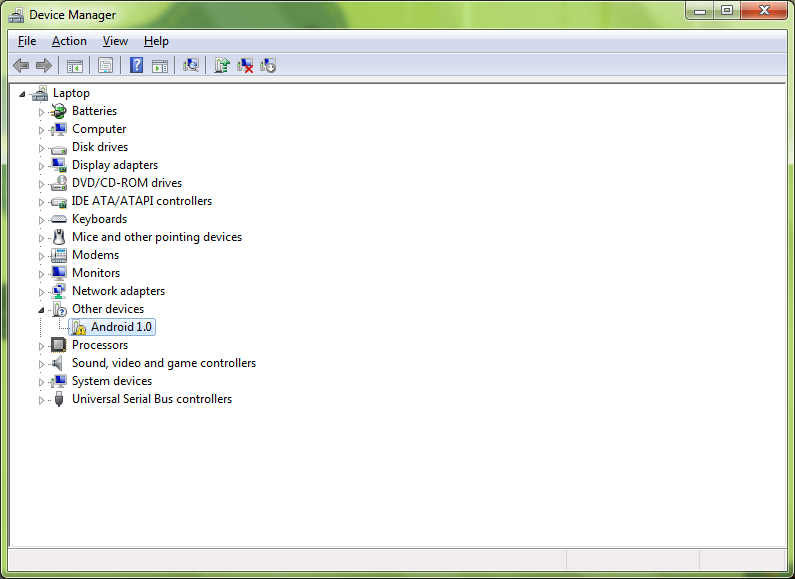 Device Manager
File Action View Help
Laptop
Batteries
Computer
Disk drives
Display adapters
DVD/CD-ROM drives
IDE ATA/ATAPI controllers
Keyboards
Mice and other pointing devices
Modems
Monitors
Network adapters
Other devices
Android 1.0
Processors
Sound, video and game controllers
System devices
Universal Serial Bus controllers